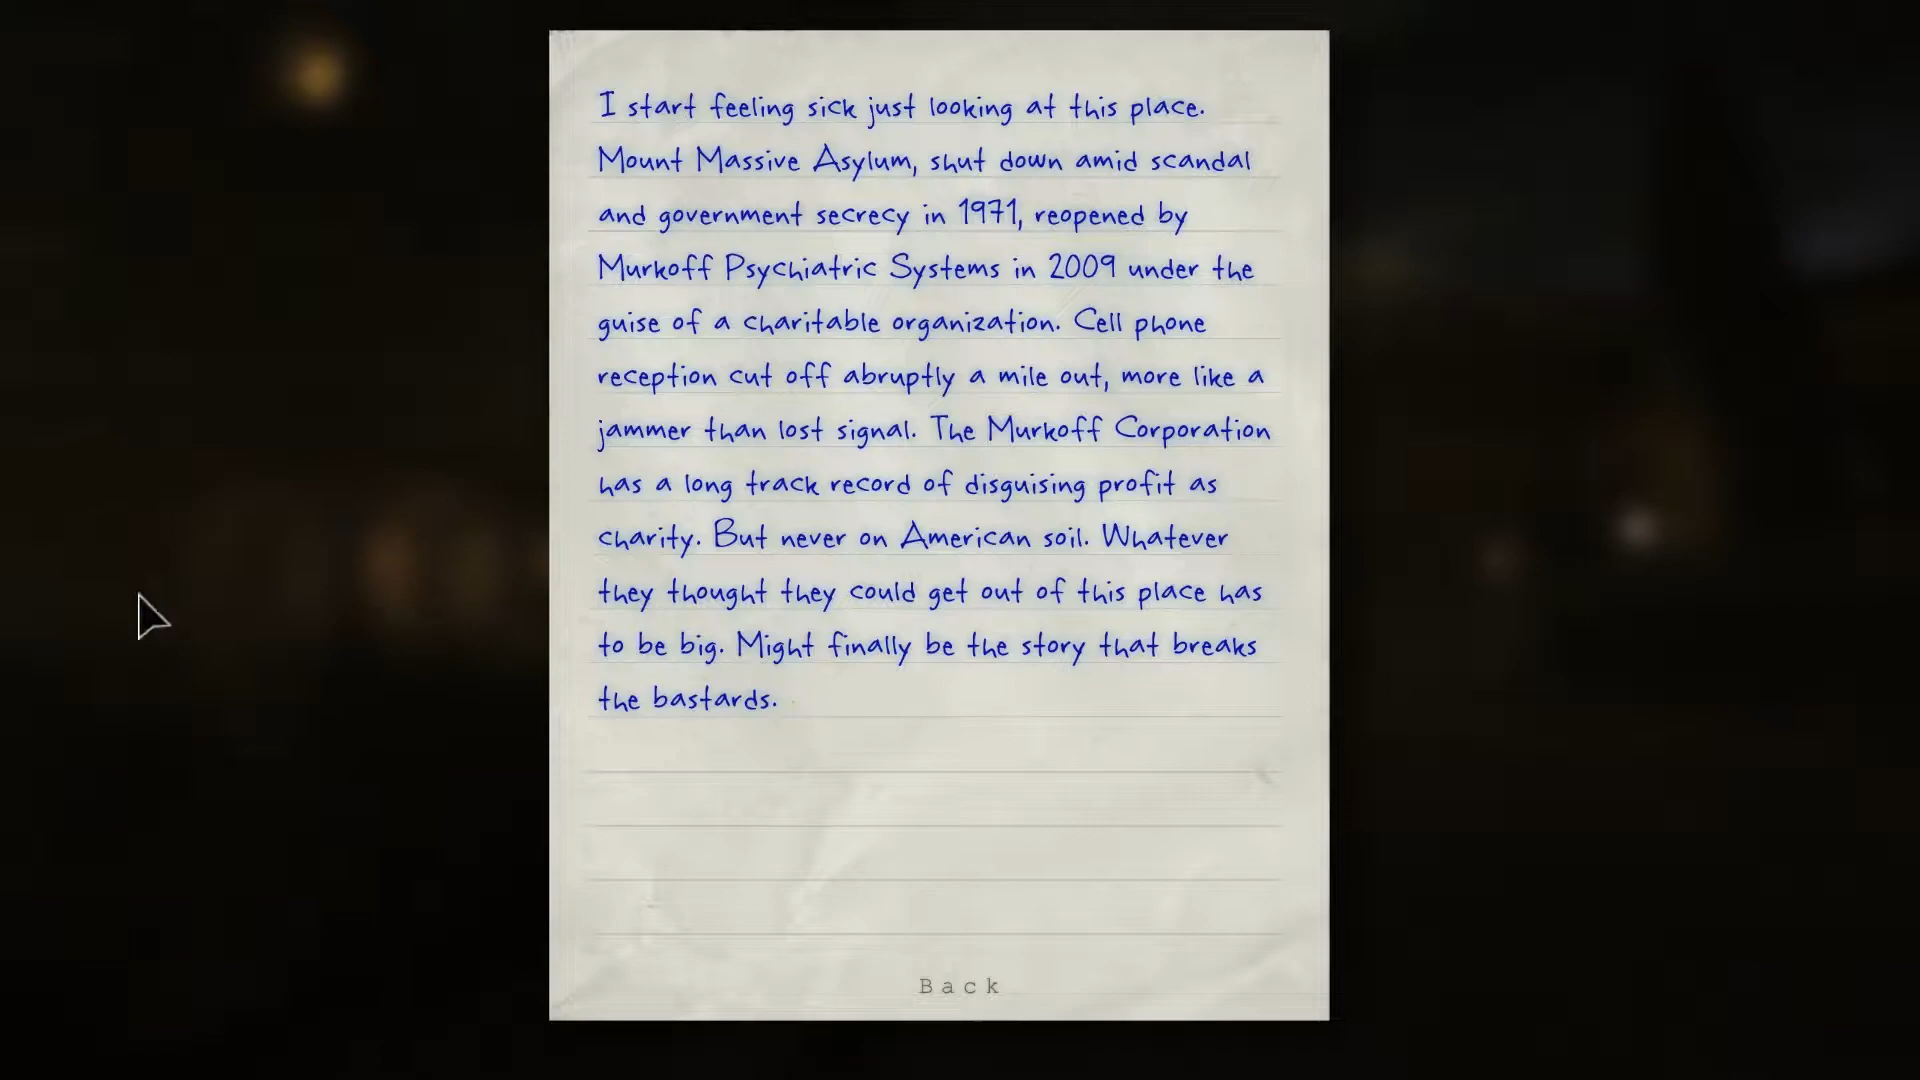 I start feeling sick just looking at this place.
Mount Massive Asylum, shut down amid scandal
and government secrecy in 1971, reopened by
Murkoff Psychiatric Systems in 2009 under the
guise of a charitable organization. Cell phone
reception cut off abruptly a mile out, more like a
jammer than lost signal. The Murkoff Corporation
has a long track record of disguising profit as
charity. But never on American soil. Whatever
they thought they could get out of this place has
to be big. Might finally be the story that breaks
the bastards.
Back